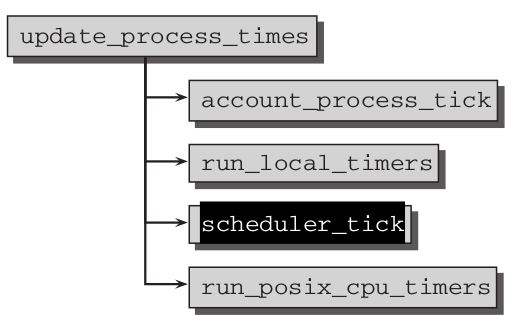 update_process_times
account_process_tick
run_local_timers
scheduler_tick
run_posix_cpu_timers